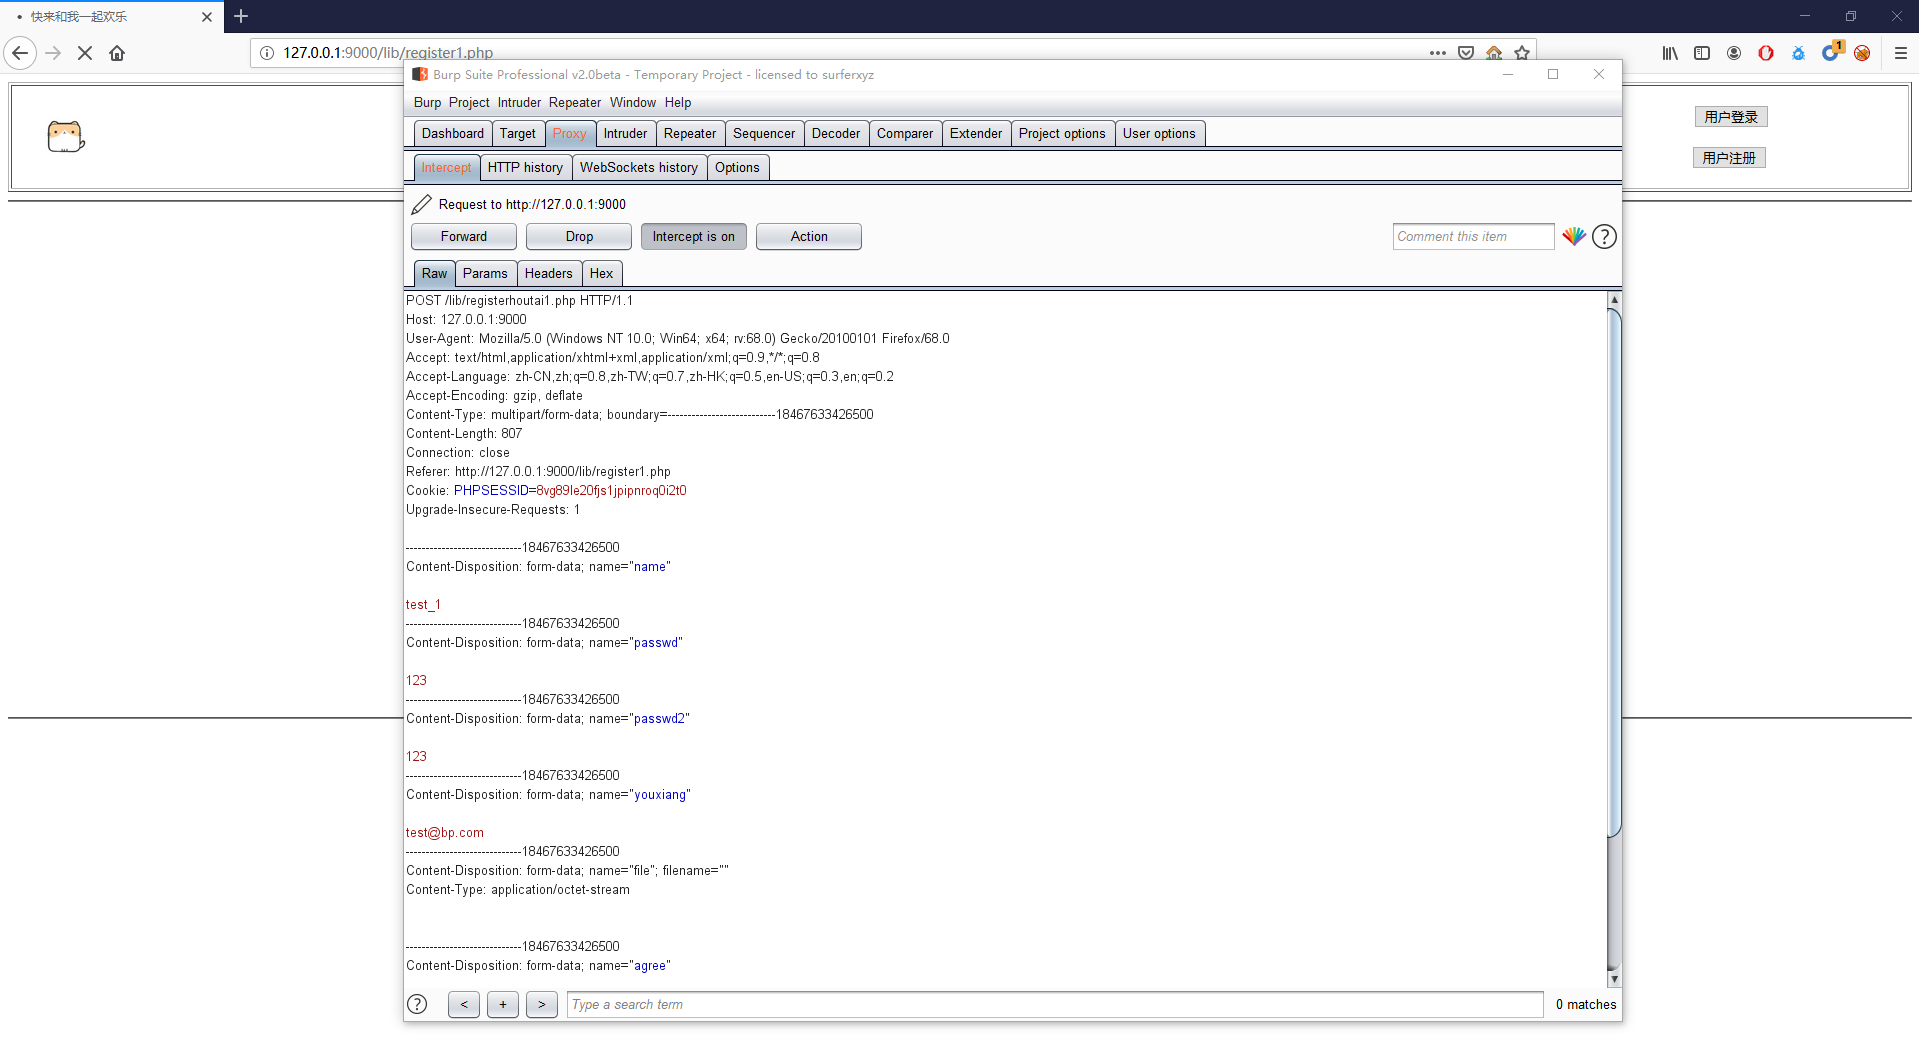 • 快来和我一起欢乐
127.0.0.1:9000/lib/register1.php
1
用户登录
用户注册
Burp Suite Professional v2.0beta - Temporary Project - licensed to surferxyz
Burp Project Intruder Repeater Window Help
Dashboard Target Proxy Intruder Repeater Sequencer Decoder Comparer Extender Project options User options
Intercept HTTP history WebSockets history Options
Request to http://127.0.0.1:9000
Forward Drop Intercept is on Action Comment this item ?
Raw Params Headers Hex
POST /lib/registerhoutai1.php HTTP/1.1
Host: 127.0.0.1:9000
User-Agent: Mozilla/5.0 (Windows NT 10.0; Win64; x64; rv:68.0) Gecko/20100101 Firefox/68.0
Accept: text/html,application/xhtml+xml,application/xml;q=0.9,*/*;q=0.8
Accept-Language: zh-CN,zh;q=0.8,zh-TW;q=0.7,zh-HK;q=0.5,en-US;q=0.3,en;q=0.2
Accept-Encoding: gzip, deflate
Content-Type: multipart/form-data; boundary=---------------------------18467633426500
Content-Length: 807
Connection: close
Referer: http://127.0.0.1:9000/lib/register1.php
Cookie: PHPSESSID=8vg89le20fjs1jpipnroq0i2t0
Upgrade-Insecure-Requests: 1
-----------------------------18467633426500
Content-Disposition: form-data; name="name"
test_1
-----------------------------18467633426500
Content-Disposition: form-data; name="passwd"
123
-----------------------------18467633426500
Content-Disposition: form-data; name="passwd2"
123
-----------------------------18467633426500
Content-Disposition: form-data; name="youxiang"
test@bp.com
-----------------------------18467633426500
Content-Disposition: form-data; name="file"; filename=""
Content-Type: application/octet-stream
-----------------------------18467633426500
Content-Disposition: form-data; name="agree"
? < + > Type a search term 0 matches